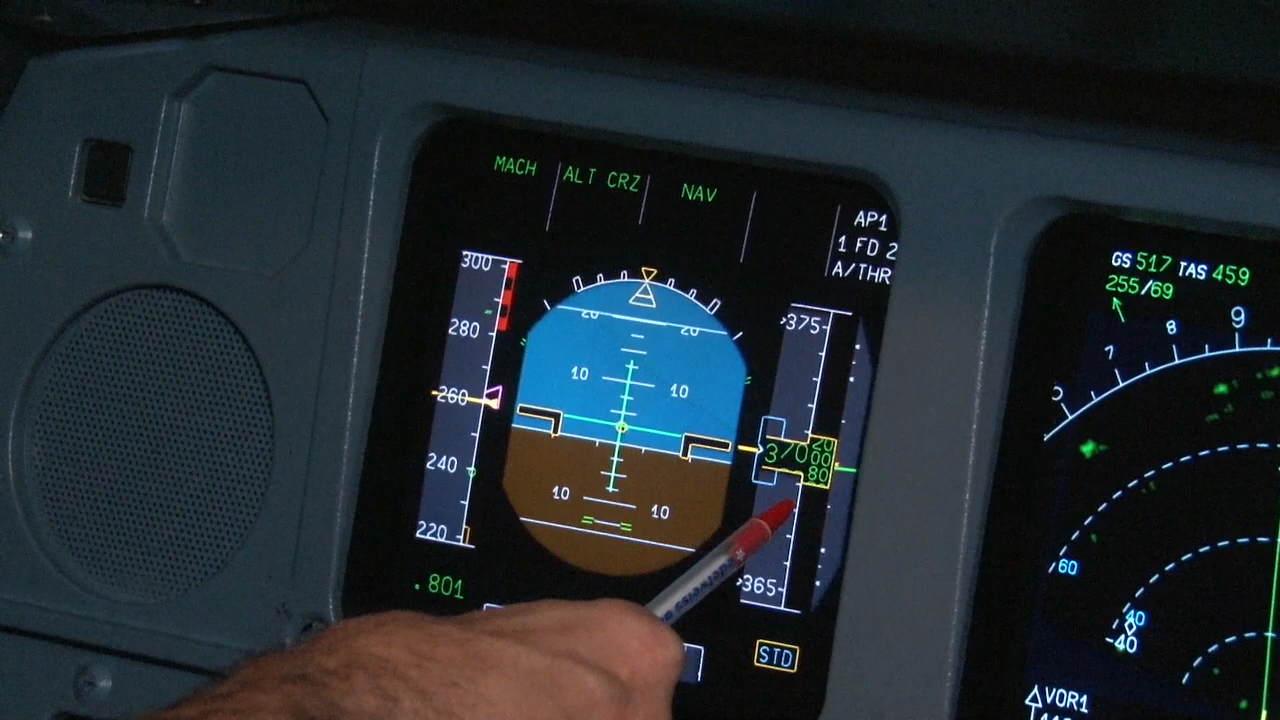 MACH ALT CRZ NAV
AP1
1 FD 2
A/THR
300
280
260
240
220
.801
20 20
10 10
10 10
375
370 20
00
80
365
STD
GS 517 TAS 459
255/69
7 8 9
60
40
-40
VOR1